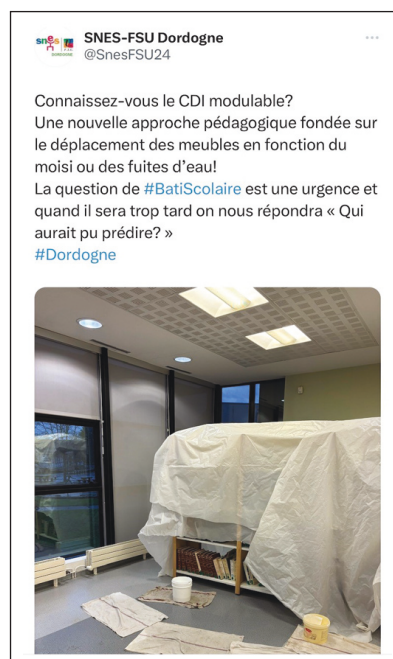 SNES-FSU Dordogne
@SnesFSU24
Connaissez-vous le CDI modulable?
Une nouvelle approche pédagogique fondée sur
le déplacement des meubles en fonction du
moisi ou des fuites d’eau!
La question de #BatiScolaire est une urgence et
quand il sera trop tard on nous répondra « Qui
aurait pu prédire? »
#Dordogne